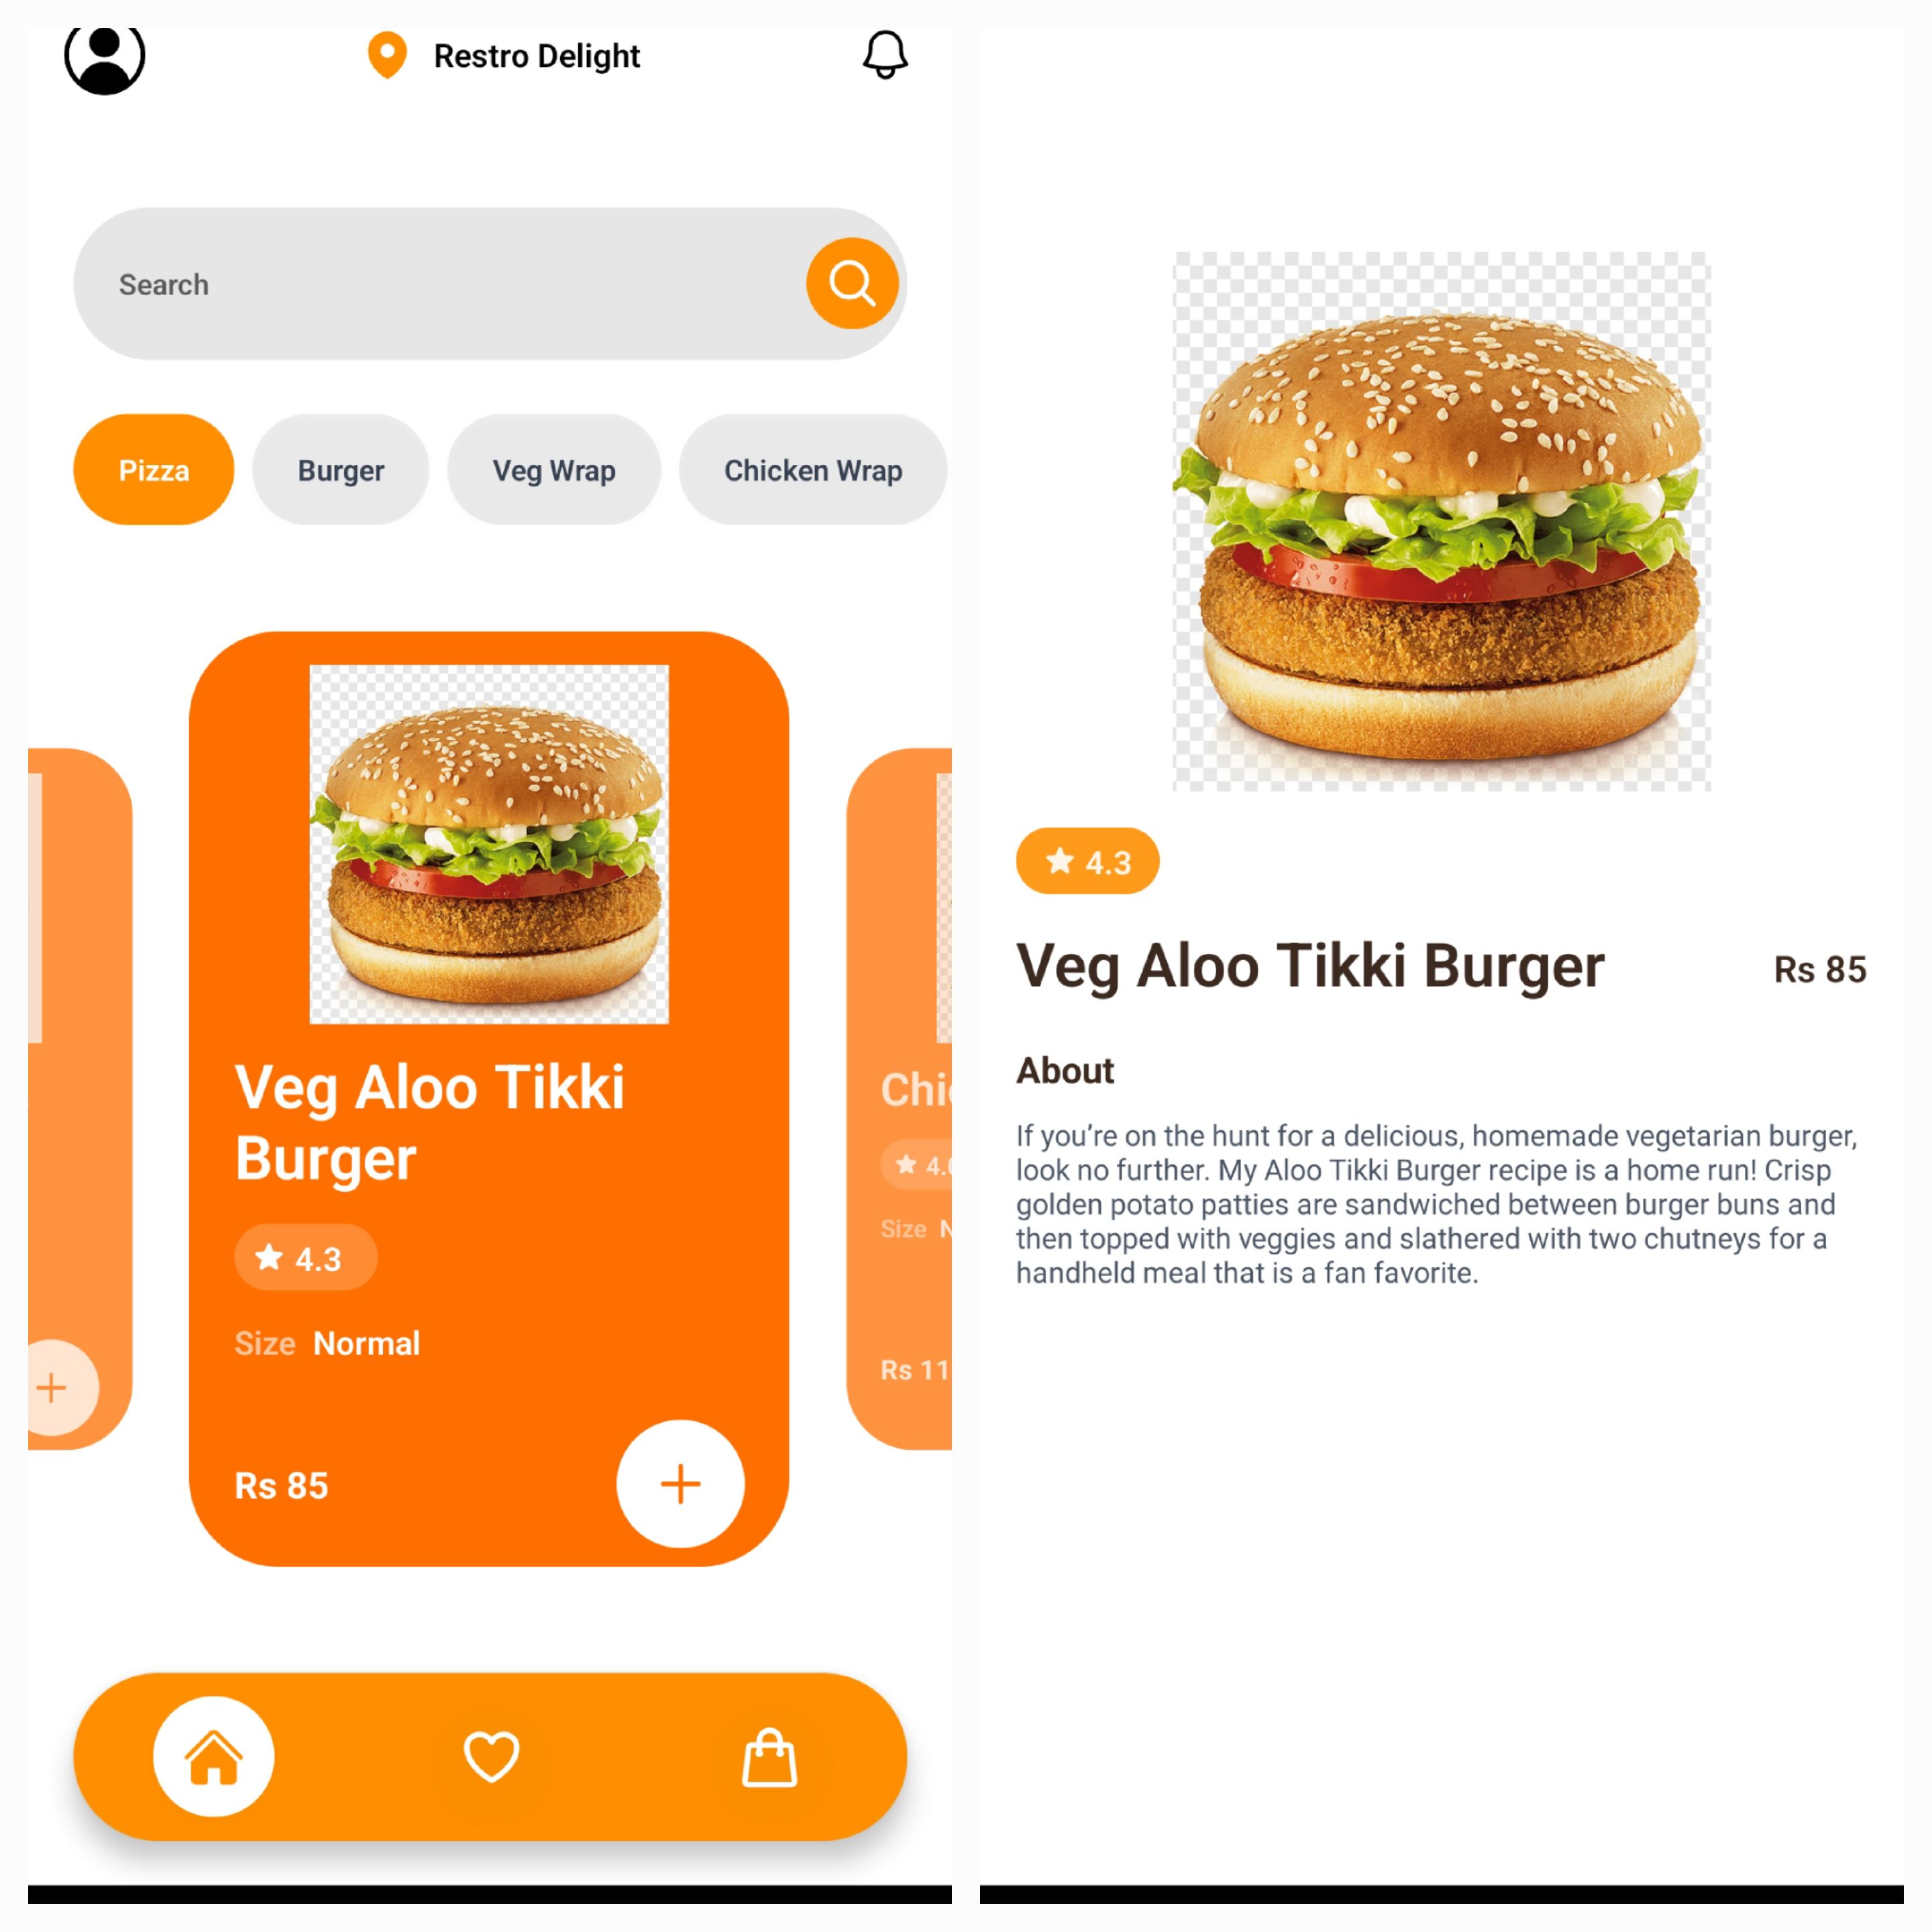 Restro Delight
Search
Pizza
Burger
Veg Wrap
Chicken Wrap
Veg Aloo Tikki
Burger
4.3
Size Normal
Rs 85
Size
Rs 11
4.3
Veg Aloo Tikki Burger
Rs 85
About
If you’re on the hunt for a delicious, homemade vegetarian burger,
look no further. My Aloo Tikki Burger recipe is a home run! Crisp
golden potato patties are sandwiched between burger buns and
then topped with veggies and slathered with two chutneys for a
handheld meal that is a fan favorite.